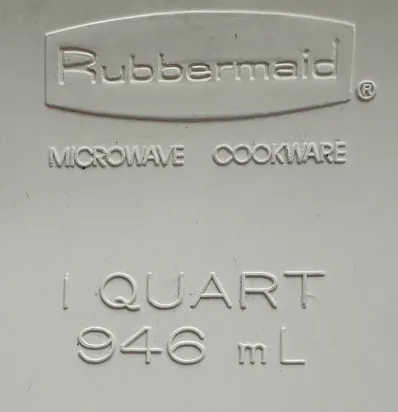 Rubbermaid®
MICROWAVE COOKWARE
1 QUART
946 mL